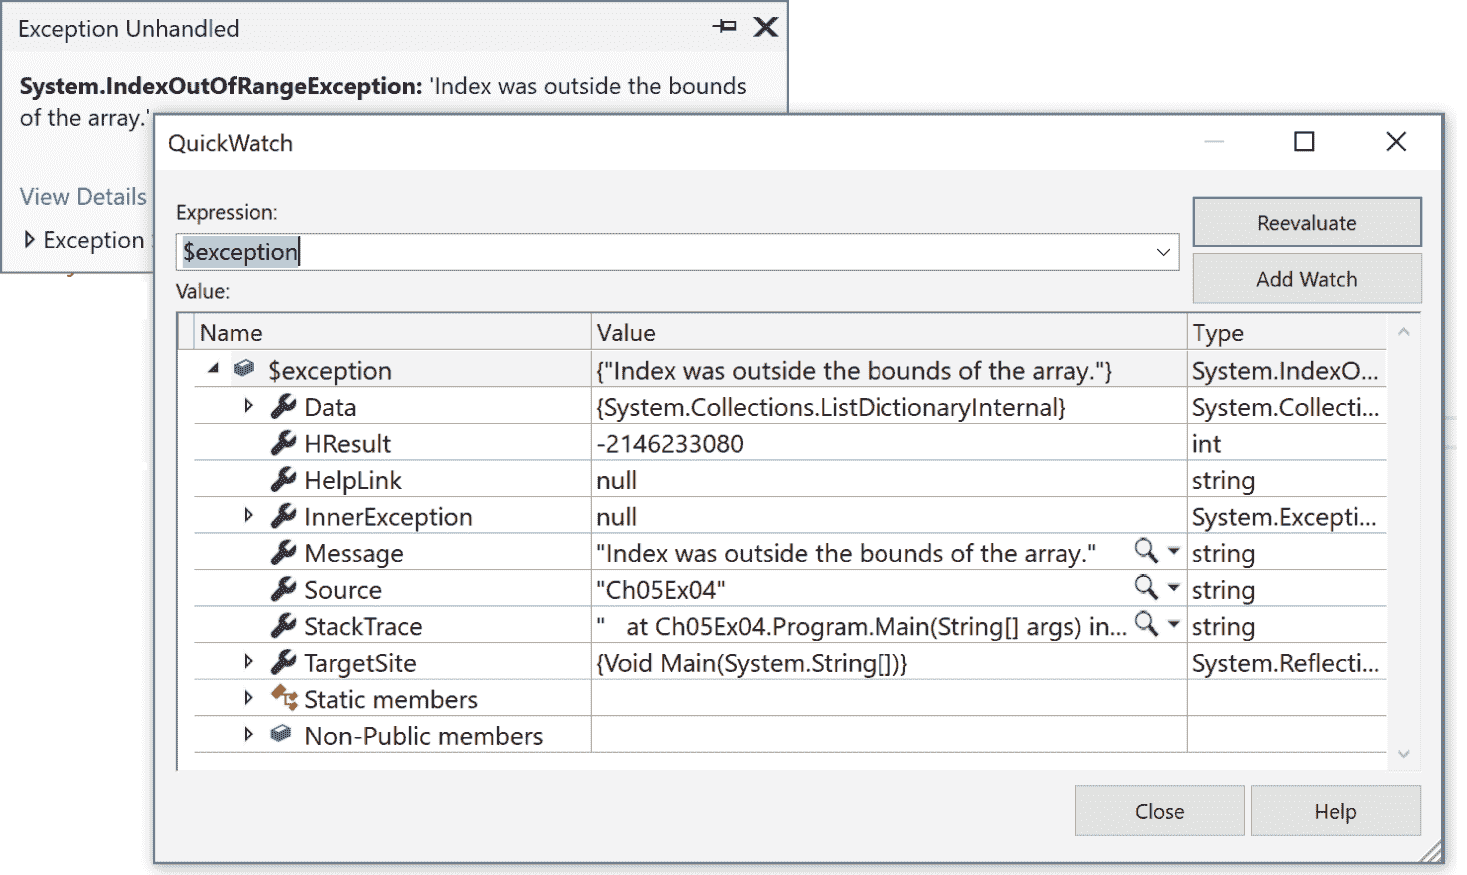 Exception Unhandled
System.IndexOutOfRangeException: 'Index was outside the bounds
of the array.'
View Details
Exception
QuickWatch
Expression:
$exception
Reevaluate
Add Watch
Value:
Name Value Type
$exception {"Index was outside the bounds of the array."} System.IndexO...
Data {System.Collections.ListDictionaryInternal} System.Collecti...
HResult -2146233080 int
HelpLink null string
InnerException null System.Excepti...
Message "Index was outside the bounds of the array." string
Source "Ch05Ex04" string
StackTrace "   at Ch05Ex04.Program.Main(String[] args) in... string
TargetSite {Void Main(System.String[])} System.Reflecti...
Static members
Non-Public members
Close Help